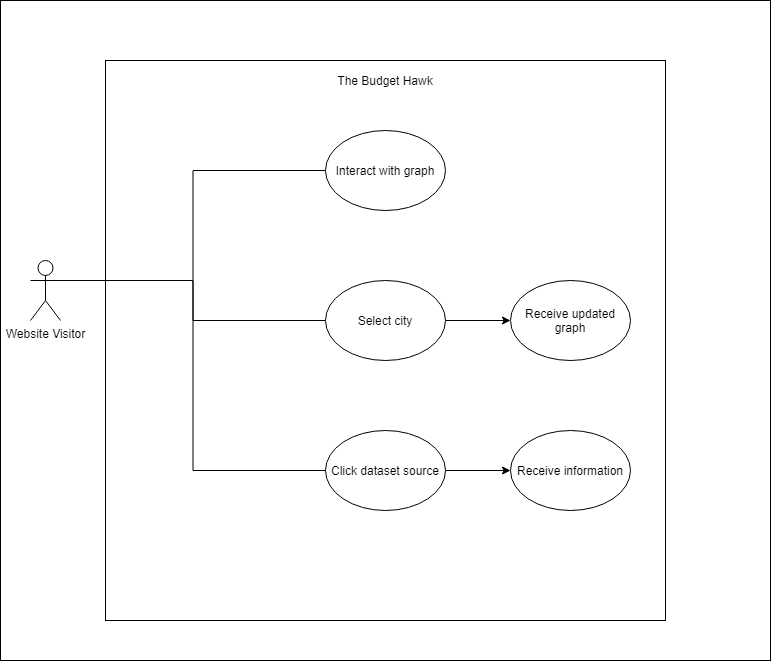 The Budget Hawk
Interact with graph
Website Visitor
Select city
Receive updated
graph
Click dataset source
Receive information